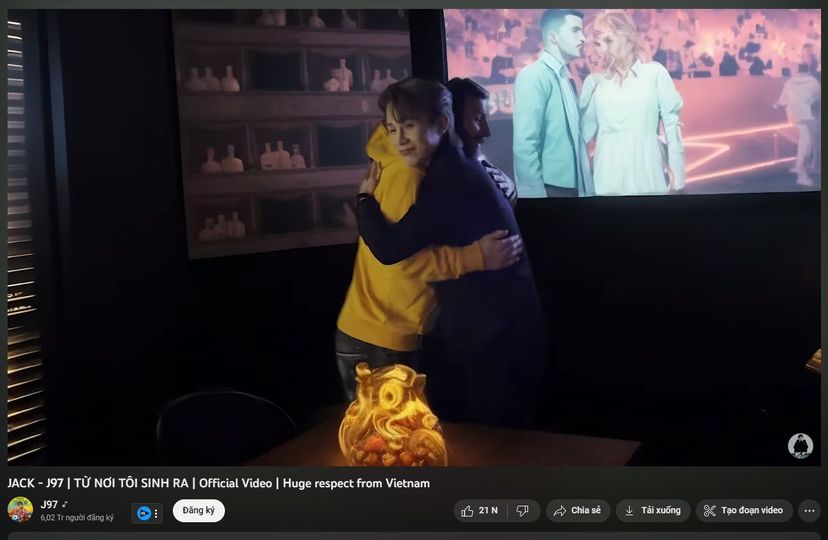 JACK - J97 | TỪ NƠI TÔI SINH RA | Official Video | Huge respect from Vietnam
J97
6,02 Tr người đăng ký
Đăng ký
21 N
Chia sẻ
Tải xuống
Tạo đoạn video